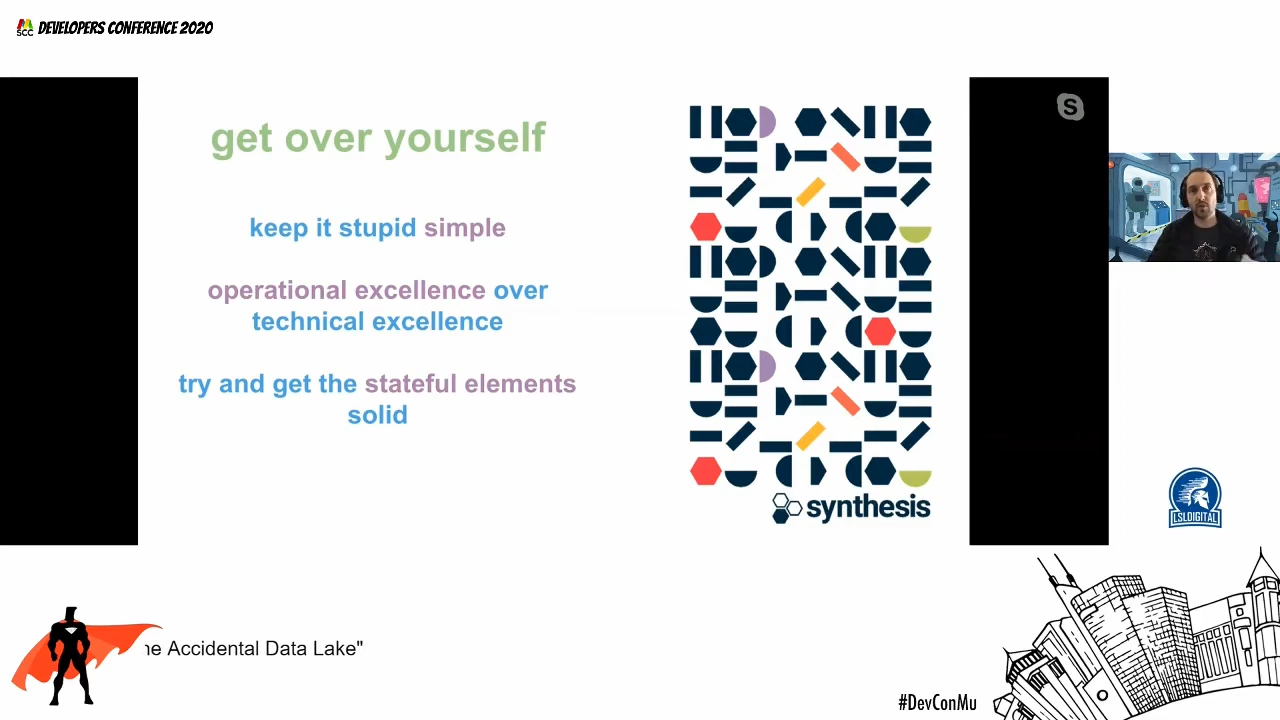 SCC DEVELOPERS CONFERENCE 2020
get over yourself
keep it stupid simple
operational excellence over
technical excellence
try and get the stateful elements
solid
synthesis
S
LSLDIGITAL
he Accidental Data Lake"
#DevConMu